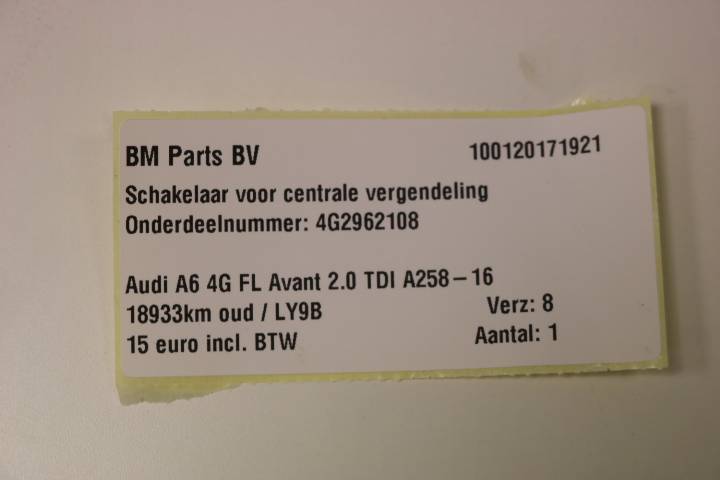 BM Parts BV 100120171921
Schakelaar voor centrale vergendeling
Onderdeelnummer: 4G2962108
Audi A6 4G FL Avant 2.0 TDI A258-16
18933km oud / LY9B Verz: 8
15 euro incl. BTW Aantal: 1